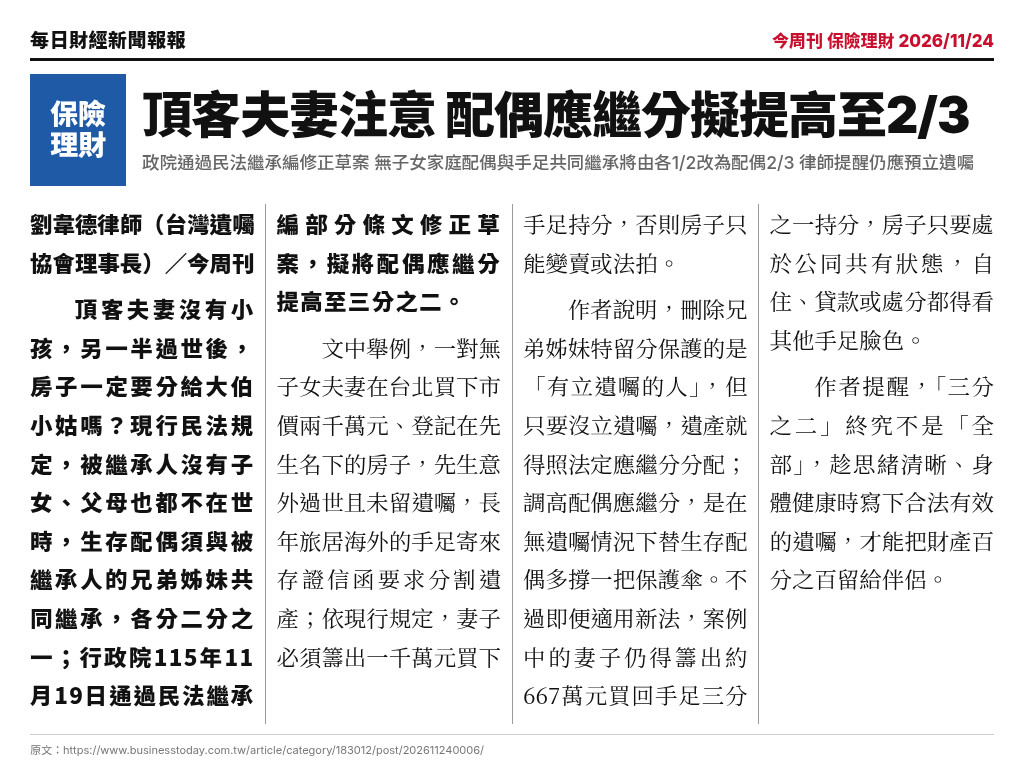 每日財經新聞報報
今周刊 保險理財 2026/11/24
保險
理財
頂客夫妻注意 配偶應繼分擬提高至2/3
政院通過民法繼承編修正草案 無子女家庭配偶與手足共同繼承將由各1/2改為配偶2/3 律師提醒仍應預立遺囑
劉韋德律師（台灣遺囑
協會理事長）／今周刊
頂客夫妻沒有小
孩，另一半過世後，
房子一定要分給大伯
小姑嗎？現行民法規
定，被繼承人沒有子
女、父母也都不在世
時，生存配偶須與被
繼承人的兄弟姊妹共
同繼承，各分二分之
一；行政院115年11
月19日通過民法繼承
編部分條文修正草
案，擬將配偶應繼分
提高至三分之二。
文中舉例，一對無
子女夫妻在台北買下市
價兩千萬元、登記在先
生名下的房子，先生意
外過世且未留遺囑，長
年旅居海外的手足寄來
存證信函要求分割遺
產；依現行規定，妻子
必須籌出一千萬元買下
手足持分，否則房子只
能變賣或法拍。
作者說明，刪除兄
弟姊妹特留分保護的是
「有立遺囑的人」，但
只要沒立遺囑，遺產就
得照法定應繼分分配；
調高配偶應繼分，是在
無遺囑情況下替生存配
偶多撐一把保護傘。不
過即便適用新法，案例
中的妻子仍得籌出約
667萬元買回手足三分
之一持分，房子只要處
於公同共有狀態，自
住、貸款或處分都得看
其他手足臉色。
作者提醒，「三分
之二」終究不是「全
部」，趁思緒清晰、身
體健康時寫下合法有效
的遺囑，才能把財產百
分之百留給伴侶。
原文：https://www.businesstoday.com.tw/article/category/183012/post/202611240006/